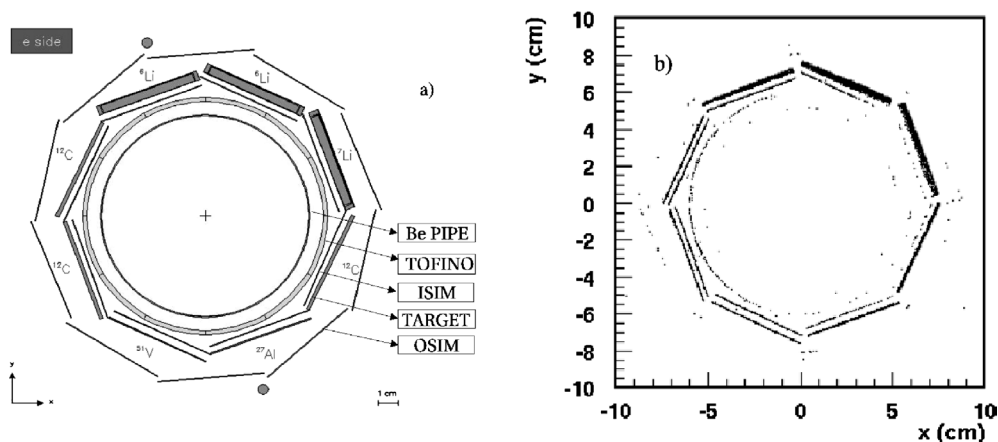 e side
a)
⁶Li
⁶Li
⁷Li
¹²C
¹²C
¹²C
⁵¹V
²⁷Al
Be PIPE
TOFINO
ISIM
TARGET
OSIM
y
x
1 cm
b)
y (cm)
10
8
6
4
2
0
-2
-4
-6
-8
-10
-10
-5
0
5
10
x (cm)